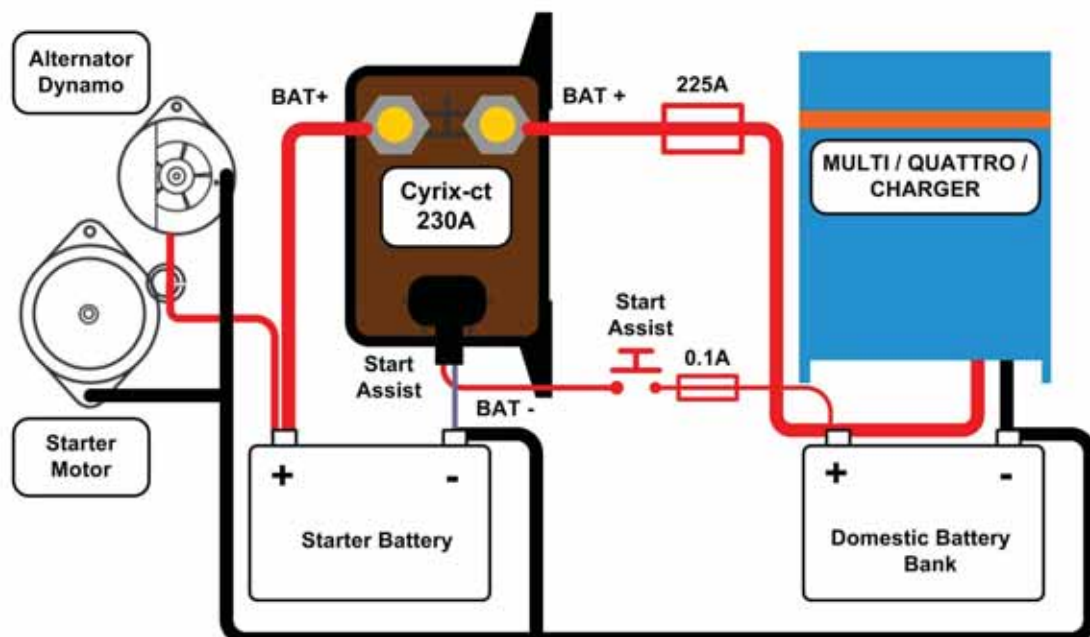 Alternator
Dynamo
BAT+
BAT +
225A
MULTI / QUATTRO /
CHARGER
Cyrix-ct
230A
Start
Assist
0.1A
Start
Assist
BAT -
Starter
Motor
+
-
Starter Battery
+
-
Domestic Battery
Bank